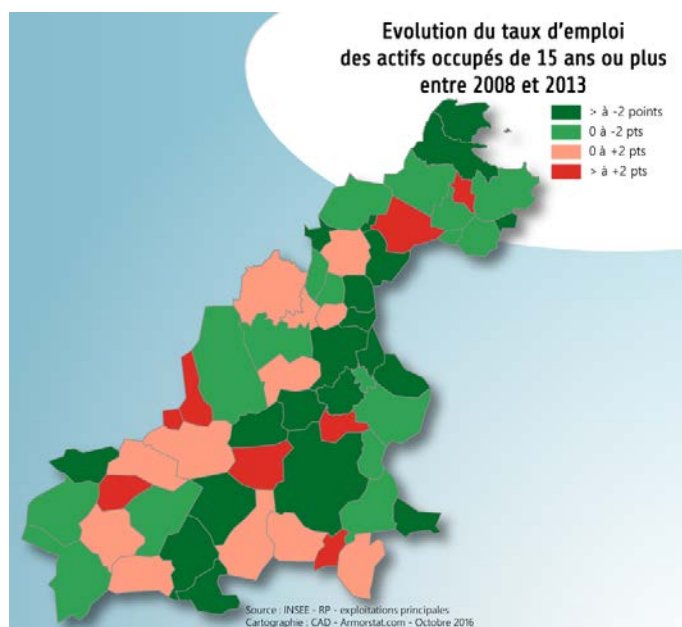 Evolution du taux d'emploi
des actifs occupés de 15 ans ou plus
entre 2008 et 2013
> à -2 points
0 à -2 pts
0 à +2 pts
> à +2 pts
Source : INSEE - RP - exploitations principales
Cartographie : CAD - Armorstat.com - Octobre 2016